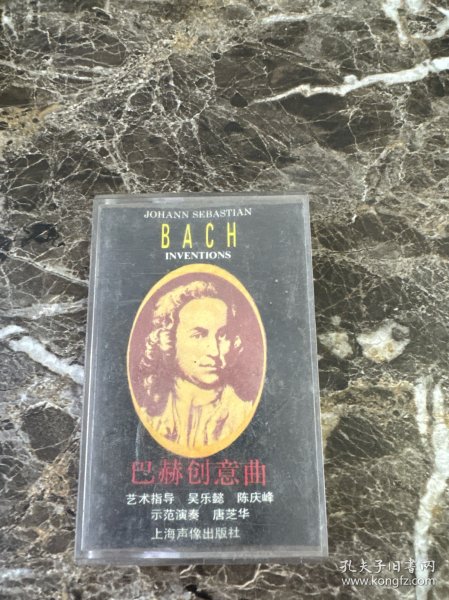 JOHANN SEBASTIAN
BACH
INVENTIONS
巴赫创意曲
艺术指导 吴乐懿 陈庆峰
示范演奏 唐芝华
上海声像出版社
孔夫子旧书网
www.kongfz.com